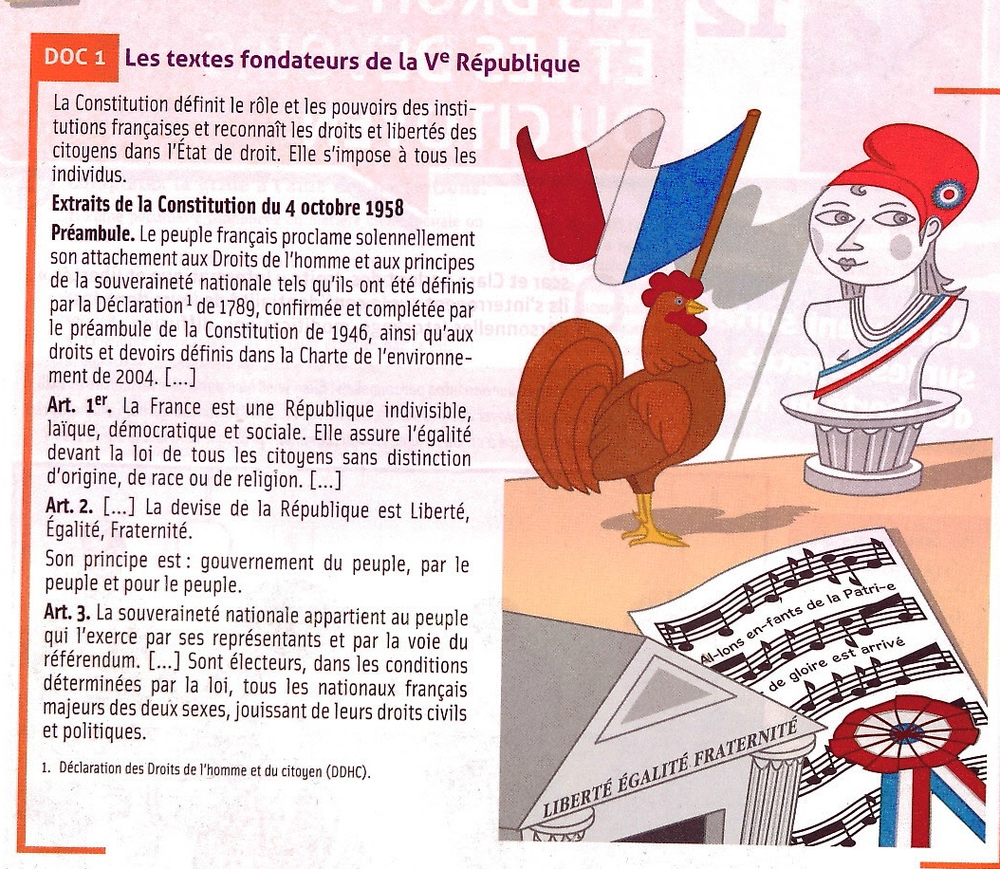 DOC 1 Les textes fondateurs de la Vᵉ République
La Constitution définit le rôle et les pouvoirs des insti-
tutions françaises et reconnaît les droits et libertés des
citoyens dans l'État de droit. Elle s'impose à tous les
individus.
Extraits de la Constitution du 4 octobre 1958
Préambule. Le peuple français proclame solennellement
son attachement aux Droits de l'homme et aux principes
de la souveraineté nationale tels qu'ils ont été définis
par la Déclaration¹ de 1789, confirmée et complétée par
le préambule de la Constitution de 1946, ainsi qu'aux
droits et devoirs définis dans la Charte de l'environne-
ment de 2004. [...]
Art. 1ᵉʳ. La France est une République indivisible,
laïque, démocratique et sociale. Elle assure l'égalité
devant la loi de tous les citoyens sans distinction
d'origine, de race ou de religion. [...]
Art. 2. [...] La devise de la République est Liberté,
Égalité, Fraternité.
Son principe est : gouvernement du peuple, par le
peuple et pour le peuple.
Art. 3. La souveraineté nationale appartient au peuple
qui l'exerce par ses représentants et par la voie du
référendum. [...] Sont électeurs, dans les conditions
déterminées par la loi, tous les nationaux français
majeurs des deux sexes, jouissant de leurs droits civils
et politiques.
1. Déclaration des Droits de l'homme et du citoyen (DDHC).
Al-lons en-fants de la Patri-e
de gloire est arrivé
LIBERTÉ ÉGALITÉ FRATERNITÉ